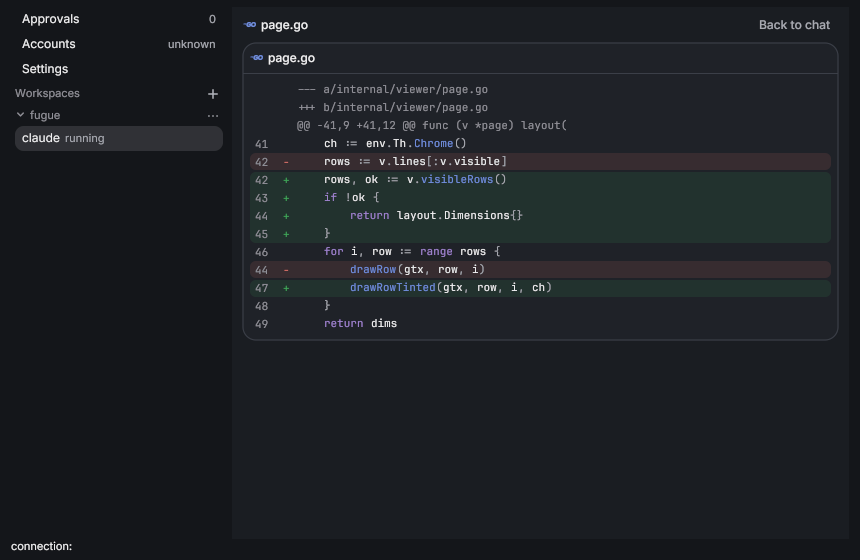 Approvals 0
Accounts unknown
Settings
Workspaces +
fugue ...
claude running
connection:
GO page.go Back to chat
GO page.go
--- a/internal/viewer/page.go
+++ b/internal/viewer/page.go
@@ -41,9 +41,12 @@ func (v *page) layout(
41 ch := env.Th.Chrome()
42 - rows := v.lines[:v.visible]
42 + rows, ok := v.visibleRows()
43 + if !ok {
44 + return layout.Dimensions{}
45 + }
46 for i, row := range rows {
44 - drawRow(gtx, row, i)
47 + drawRowTinted(gtx, row, i, ch)
48 }
49 return dims